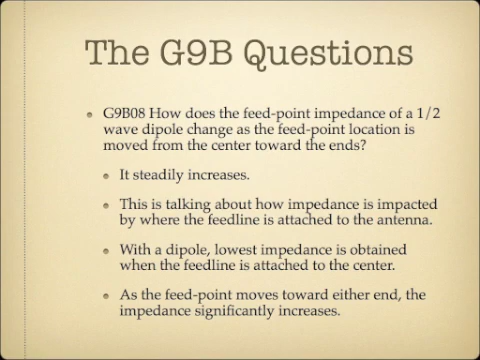 The G9B Questions
G9B08 How does the feed-point impedance of a 1/2
wave dipole change as the feed-point location is
moved from the center toward the ends?
It steadily increases.
This is talking about how impedance is impacted
by where the feedline is attached to the antenna.
With a dipole, lowest impedance is obtained
when the feedline is attached to the center.
As the feed-point moves toward either end, the
impedance significantly increases.